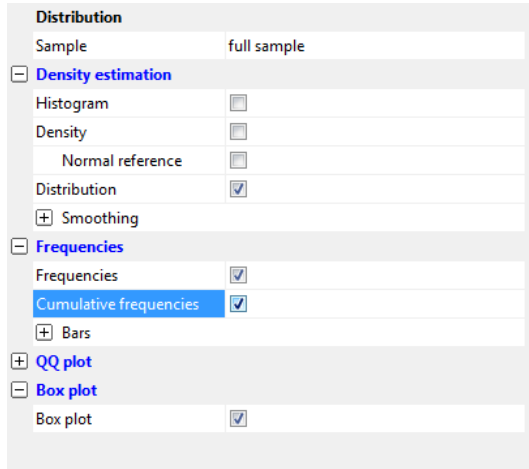 Distribution
Sample full sample
Density estimation
Histogram
Density
Normal reference
Distribution
Smoothing
Frequencies
Frequencies
Cumulative frequencies
Bars
QQ plot
Box plot
Box plot